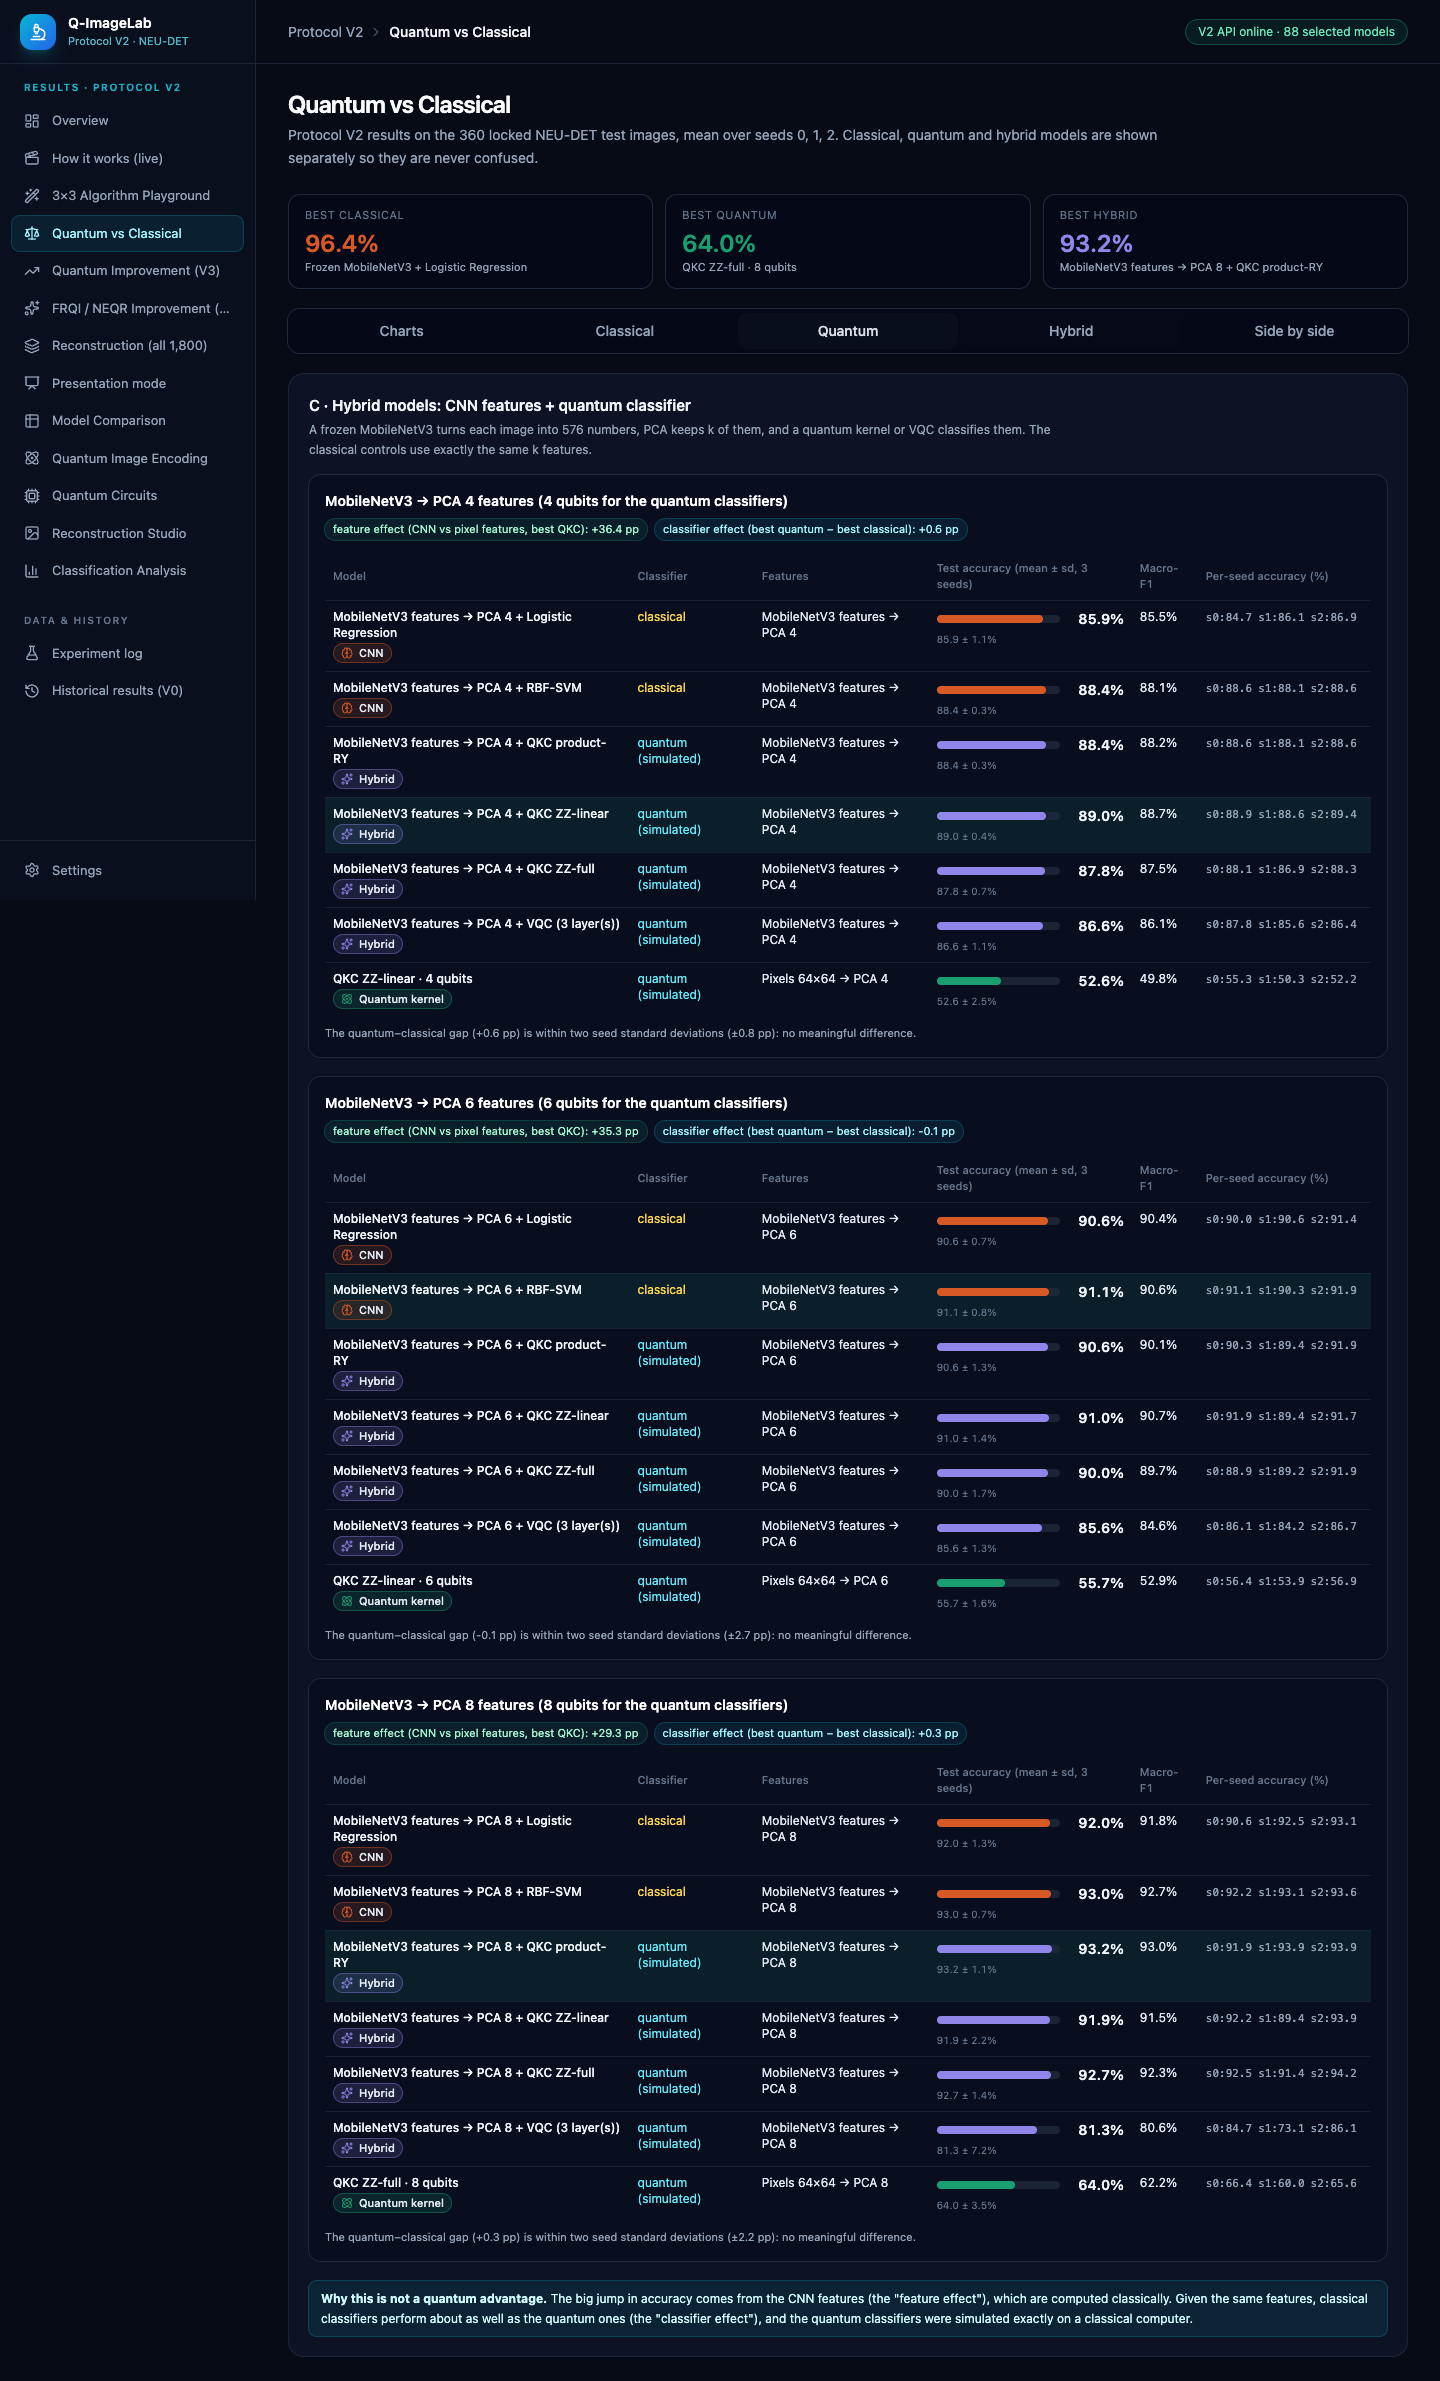 Q-ImageLab
Protocol V2 · NEU-DET
RESULTS · PROTOCOL V2
Overview
How it works (live)
3×3 Algorithm Playground
Quantum vs Classical
Quantum Improvement (V3)
FRQI / NEQR Improvement (...
Reconstruction (all 1,800)
Presentation mode
Model Comparison
Quantum Image Encoding
Quantum Circuits
Reconstruction Studio
Classification Analysis
DATA & HISTORY
Experiment log
Historical results (V0)
Settings
Protocol V2 > Quantum vs Classical
V2 API online · 88 selected models
Quantum vs Classical
Protocol V2 results on the 360 locked NEU-DET test images, mean over seeds 0, 1, 2. Classical, quantum and hybrid models are shown
separately so they are never confused.
BEST CLASSICAL
96.4%
Frozen MobileNetV3 + Logistic Regression
BEST QUANTUM
64.0%
QKC ZZ-full · 8 qubits
BEST HYBRID
93.2%
MobileNetV3 features → PCA 8 + QKC product-RY
Charts Classical Quantum Hybrid Side by side
C · Hybrid models: CNN features + quantum classifier
A frozen MobileNetV3 turns each image into 576 numbers, PCA keeps k of them, and a quantum kernel or VQC classifies them. The
classical controls use exactly the same k features.
MobileNetV3 → PCA 4 features (4 qubits for the quantum classifiers)
feature effect (CNN vs pixel features, best QKC): +36.4 pp classifier effect (best quantum − best classical): +0.6 pp
Model Classifier Features Test accuracy (mean ± sd, 3 seeds) Macro-F1 Per-seed accuracy (%)
MobileNetV3 features → PCA 4 + Logistic Regression classical MobileNetV3 features → PCA 4 85.9% 85.5% s0:84.7 s1:86.1 s2:86.9
CNN 85.9 ± 1.1%
MobileNetV3 features → PCA 4 + RBF-SVM classical MobileNetV3 features → PCA 4 88.4% 88.1% s0:88.6 s1:88.1 s2:88.6
CNN 88.4 ± 0.3%
MobileNetV3 features → PCA 4 + QKC product-RY quantum (simulated) MobileNetV3 features → PCA 4 88.4% 88.2% s0:88.6 s1:88.1 s2:88.6
Hybrid 88.4 ± 0.3%
MobileNetV3 features → PCA 4 + QKC ZZ-linear quantum (simulated) MobileNetV3 features → PCA 4 89.0% 88.7% s0:88.9 s1:88.6 s2:89.4
Hybrid 89.0 ± 0.4%
MobileNetV3 features → PCA 4 + QKC ZZ-full quantum (simulated) MobileNetV3 features → PCA 4 87.8% 87.5% s0:88.1 s1:86.9 s2:88.3
Hybrid 87.8 ± 0.7%
MobileNetV3 features → PCA 4 + VQC (3 layer(s)) quantum (simulated) MobileNetV3 features → PCA 4 86.6% 86.1% s0:87.8 s1:85.6 s2:86.4
Hybrid 86.6 ± 1.1%
QKC ZZ-linear · 4 qubits quantum (simulated) Pixels 64×64 → PCA 4 52.6% 49.8% s0:55.3 s1:50.3 s2:52.2
Quantum kernel 52.6 ± 2.5%
The quantum−classical gap (+0.6 pp) is within two seed standard deviations (±0.8 pp): no meaningful difference.
MobileNetV3 → PCA 6 features (6 qubits for the quantum classifiers)
feature effect (CNN vs pixel features, best QKC): +35.3 pp classifier effect (best quantum − best classical): -0.1 pp
Model Classifier Features Test accuracy (mean ± sd, 3 seeds) Macro-F1 Per-seed accuracy (%)
MobileNetV3 features → PCA 6 + Logistic Regression classical MobileNetV3 features → PCA 6 90.6% 90.4% s0:90.0 s1:90.6 s2:91.4
CNN 90.6 ± 0.7%
MobileNetV3 features → PCA 6 + RBF-SVM classical MobileNetV3 features → PCA 6 91.1% 90.6% s0:91.1 s1:90.3 s2:91.9
CNN 91.1 ± 0.8%
MobileNetV3 features → PCA 6 + QKC product-RY quantum (simulated) MobileNetV3 features → PCA 6 90.6% 90.1% s0:90.3 s1:89.4 s2:91.9
Hybrid 90.6 ± 1.3%
MobileNetV3 features → PCA 6 + QKC ZZ-linear quantum (simulated) MobileNetV3 features → PCA 6 91.0% 90.7% s0:91.9 s1:89.4 s2:91.7
Hybrid 91.0 ± 1.4%
MobileNetV3 features → PCA 6 + QKC ZZ-full quantum (simulated) MobileNetV3 features → PCA 6 90.0% 89.7% s0:88.9 s1:89.2 s2:91.9
Hybrid 90.0 ± 1.7%
MobileNetV3 features → PCA 6 + VQC (3 layer(s)) quantum (simulated) MobileNetV3 features → PCA 6 85.6% 84.6% s0:86.1 s1:84.2 s2:86.7
Hybrid 85.6 ± 1.3%
QKC ZZ-linear · 6 qubits quantum (simulated) Pixels 64×64 → PCA 6 55.7% 52.9% s0:56.4 s1:53.9 s2:56.9
Quantum kernel 55.7 ± 1.6%
The quantum−classical gap (-0.1 pp) is within two seed standard deviations (±2.7 pp): no meaningful difference.
MobileNetV3 → PCA 8 features (8 qubits for the quantum classifiers)
feature effect (CNN vs pixel features, best QKC): +29.3 pp classifier effect (best quantum − best classical): +0.3 pp
Model Classifier Features Test accuracy (mean ± sd, 3 seeds) Macro-F1 Per-seed accuracy (%)
MobileNetV3 features → PCA 8 + Logistic Regression classical MobileNetV3 features → PCA 8 92.0% 91.8% s0:90.6 s1:92.5 s2:93.1
CNN 92.0 ± 1.3%
MobileNetV3 features → PCA 8 + RBF-SVM classical MobileNetV3 features → PCA 8 93.0% 92.7% s0:92.2 s1:93.1 s2:93.6
CNN 93.0 ± 0.7%
MobileNetV3 features → PCA 8 + QKC product-RY quantum (simulated) MobileNetV3 features → PCA 8 93.2% 93.0% s0:91.9 s1:93.9 s2:93.9
Hybrid 93.2 ± 1.1%
MobileNetV3 features → PCA 8 + QKC ZZ-linear quantum (simulated) MobileNetV3 features → PCA 8 91.9% 91.5% s0:92.2 s1:89.4 s2:93.9
Hybrid 91.9 ± 2.2%
MobileNetV3 features → PCA 8 + QKC ZZ-full quantum (simulated) MobileNetV3 features → PCA 8 92.7% 92.3% s0:92.5 s1:91.4 s2:94.2
Hybrid 92.7 ± 1.4%
MobileNetV3 features → PCA 8 + VQC (3 layer(s)) quantum (simulated) MobileNetV3 features → PCA 8 81.3% 80.6% s0:84.7 s1:73.1 s2:86.1
Hybrid 81.3 ± 7.2%
QKC ZZ-full · 8 qubits quantum (simulated) Pixels 64×64 → PCA 8 64.0% 62.2% s0:66.4 s1:60.0 s2:65.6
Quantum kernel 64.0 ± 3.5%
The quantum−classical gap (+0.3 pp) is within two seed standard deviations (±2.2 pp): no meaningful difference.
Why this is not a quantum advantage. The big jump in accuracy comes from the CNN features (the "feature effect"), which are computed classically. Given the same features, classical
classifiers perform about as well as the quantum ones (the "classifier effect"), and the quantum classifiers were simulated exactly on a classical computer.